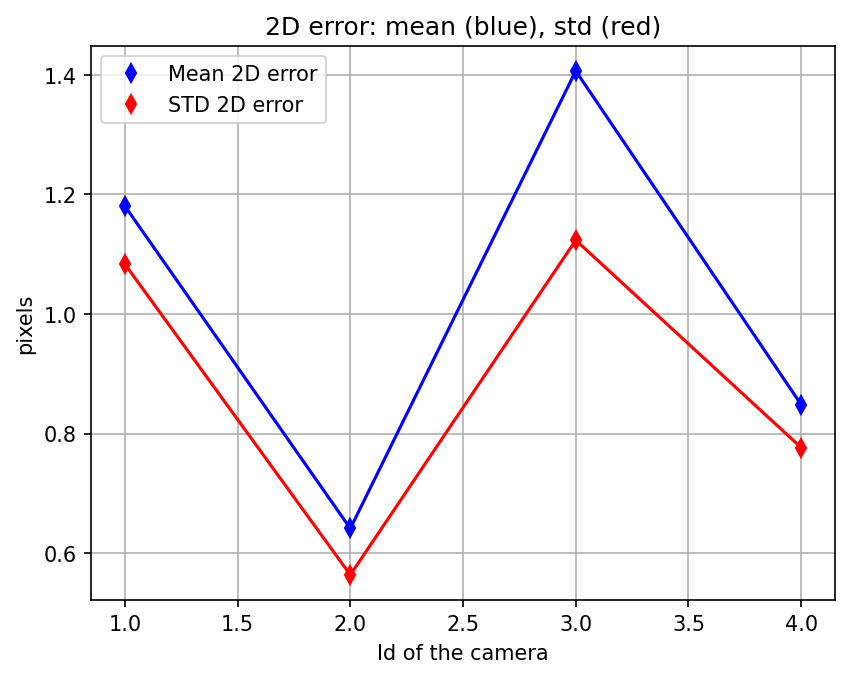 2D error: mean (blue), std (red)
Mean 2D error
STD 2D error
pixels
1.4
1.2
1.0
0.8
0.6
1.0 1.5 2.0 2.5 3.0 3.5 4.0
Id of the camera